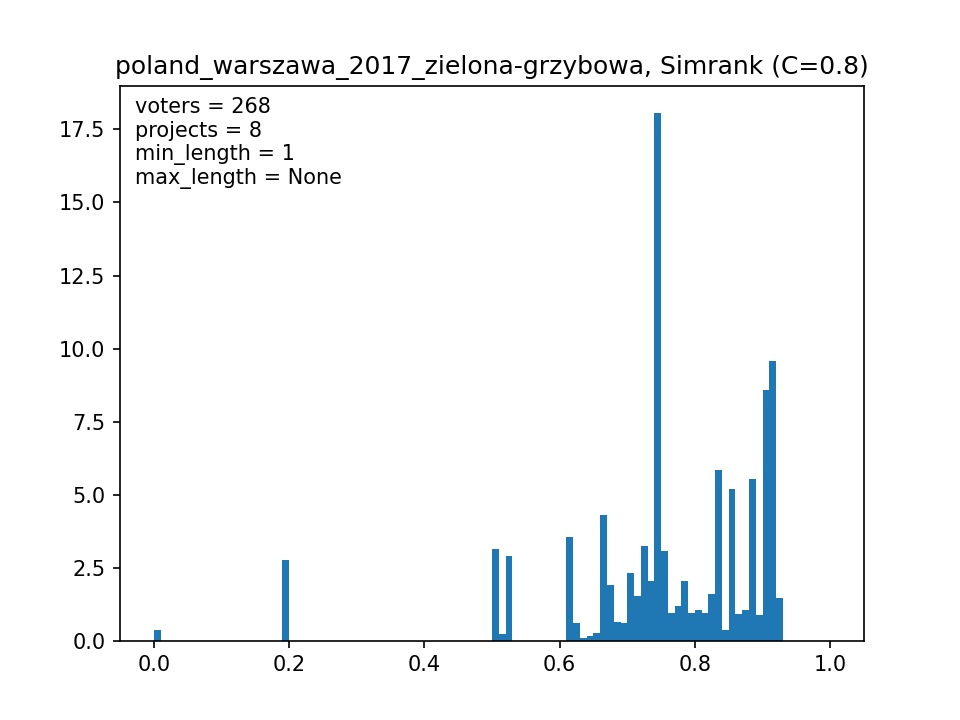 poland_warszawa_2017_zielona-grzybowa, Simrank (C=0.8)
voters = 268
projects = 8
min_length = 1
max_length = None
17.5
15.0
12.5
10.0
7.5
5.0
2.5
0.0
0.0 0.2 0.4 0.6 0.8 1.0